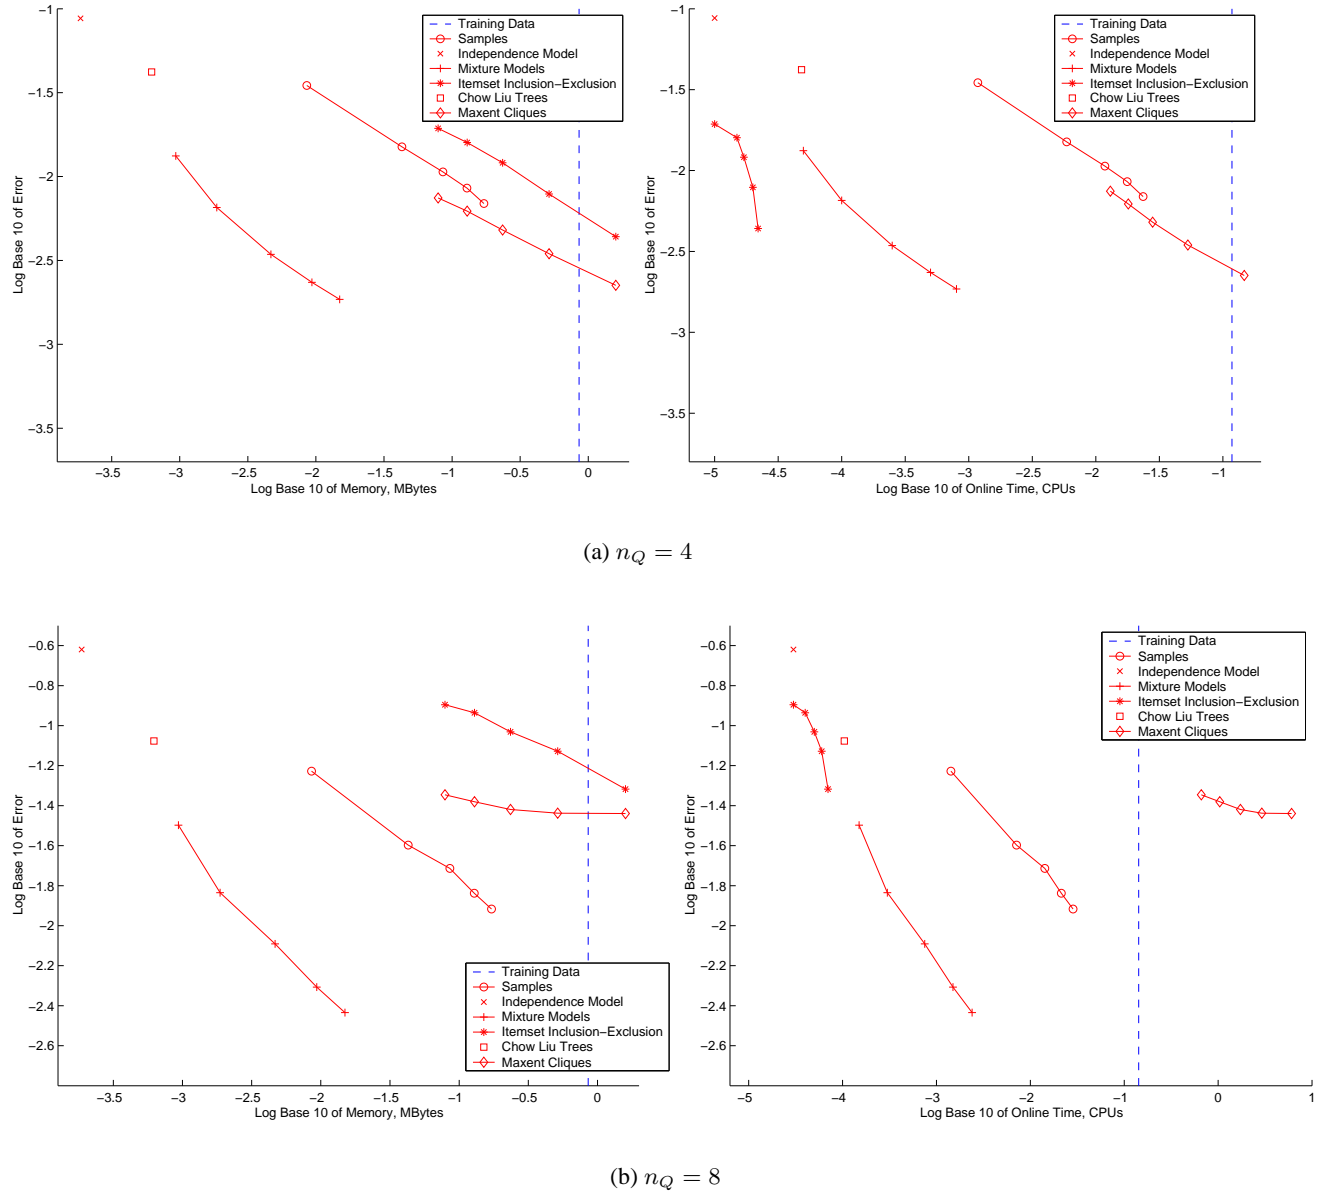 Training Data
Samples
Independence Model
Mixture Models
Itemset Inclusion−Exclusion
Chow Liu Trees
Maxent Cliques
−1
−1.5
−2
−2.5
−3
−3.5
Log Base 10 of Error
−3.5 −3 −2.5 −2 −1.5 −1 −0.5 0
Log Base 10 of Memory, MBytes
Training Data
Samples
Independence Model
Mixture Models
Itemset Inclusion−Exclusion
Chow Liu Trees
Maxent Cliques
−1
−1.5
−2
−2.5
−3
−3.5
Log Base 10 of Error
−5 −4.5 −4 −3.5 −3 −2.5 −2 −1.5 −1
Log Base 10 of Online Time, CPUs
(a) n_Q = 4
−0.6
−0.8
−1
−1.2
−1.4
−1.6
−1.8
−2
−2.2
−2.4
−2.6
Log Base 10 of Error
Training Data
Samples
Independence Model
Mixture Models
Itemset Inclusion−Exclusion
Chow Liu Trees
Maxent Cliques
−3.5 −3 −2.5 −2 −1.5 −1 −0.5 0
Log Base 10 of Memory, MBytes
Training Data
Samples
Independence Model
Mixture Models
Itemset Inclusion−Exclusion
Chow Liu Trees
Maxent Cliques
−0.6
−0.8
−1
−1.2
−1.4
−1.6
−1.8
−2
−2.2
−2.4
−2.6
Log Base 10 of Error
−5 −4 −3 −2 −1 0 1
Log Base 10 of Online Time, CPUs
(b) n_Q = 8